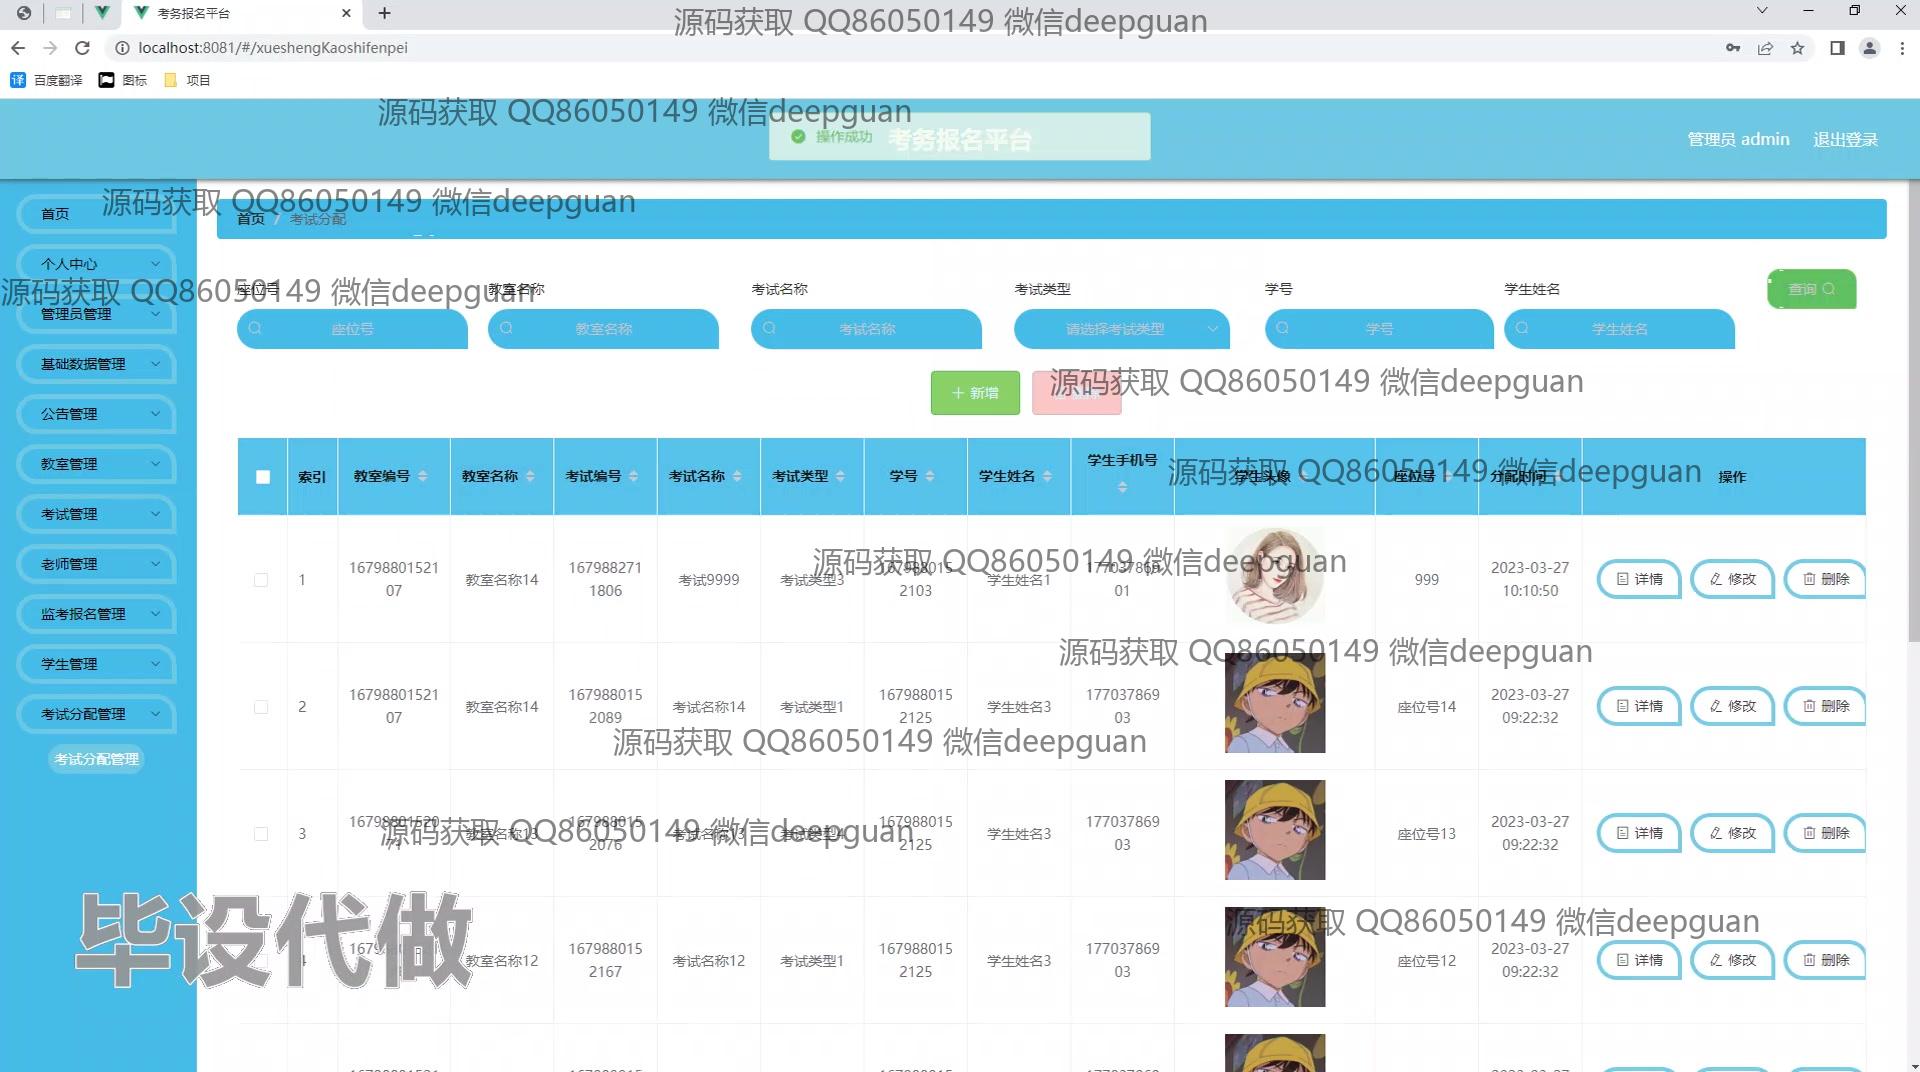 考务报名平台
源码获取 QQ86050149 微信deepguan
localhost:8081/#/xueshengKaoshifenpei
百度翻译 图标 项目
源码获取 QQ86050149 微信deepguan
操作成功
考务报名平台
管理员 admin 退出登录
源码获取 QQ86050149 微信deepguan
首页
首页 / 考试分配
个人中心
源码获取 QQ86050149 微信deepguan
管理员管理
基础数据管理
公告管理
教室管理
考试管理
老师管理
监考报名管理
学生管理
考试分配管理
考试分配管理
座位号 教室名称 考试名称 考试类型 学号 学生姓名
查询
座位号 教室名称 考试名称 请选择考试类型 学号 学生姓名
新增
源码获取 QQ86050149 微信deepguan
索引 教室编号 教室名称 考试编号 考试名称 考试类型 学号 学生姓名 学生手机号 学生头像 座位号 分配时间 操作
源码获取 QQ86050149 微信deepguan
源码获取 QQ86050149 微信deepguan
1 1679880152107 教室名称14 1679882711806 考试9999 考试类型3 1679880152103 学生姓名1 17703786901 999 2023-03-27 10:10:50 详情 修改 删除
源码获取 QQ86050149 微信deepguan
2 1679880152107 教室名称14 1679880152089 考试名称14 考试类型1 1679880152125 学生姓名3 17703786903 座位号14 2023-03-27 09:22:32 详情 修改 删除
源码获取 QQ86050149 微信deepguan
3 教室名称13 1679880152076 考试名称13 考试类型4 1679880152125 学生姓名3 17703786903 座位号13 2023-03-27 09:22:32 详情 修改 删除
源码获取 QQ86050149 微信deepguan
源码获取 QQ86050149 微信deepguan
4 教室名称12 1679880152167 考试名称12 考试类型1 1679880152125 学生姓名3 17703786903 座位号12 2023-03-27 09:22:32 详情 修改 删除
毕设代做